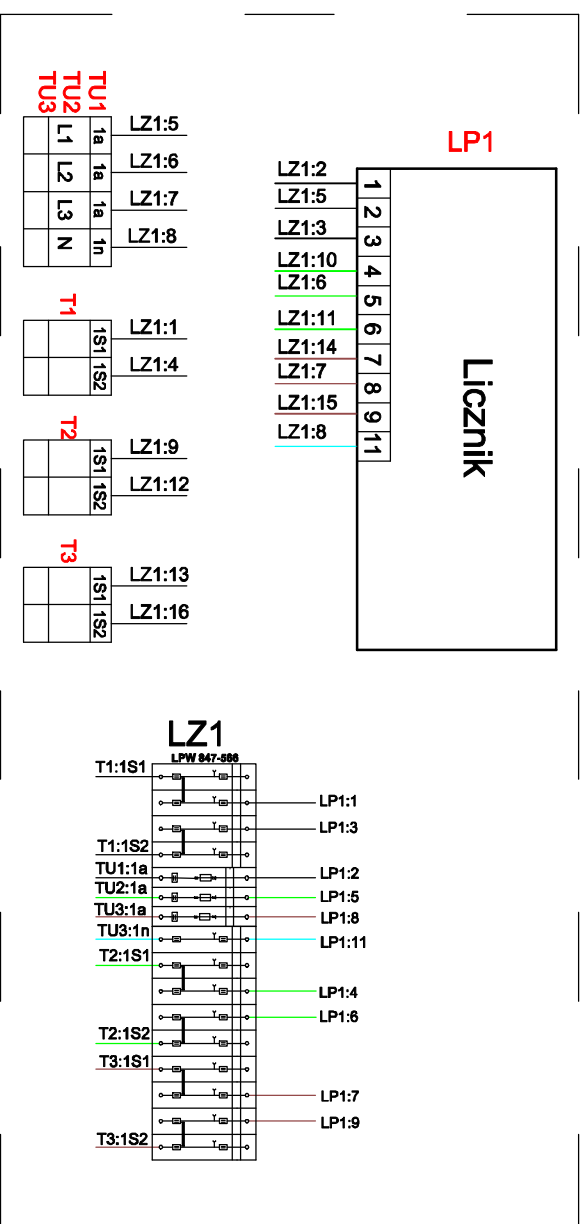 TU1
TU2
TU3
L1 1a LZ1:5
L2 1a LZ1:6
L3 1a LZ1:7
N 1n LZ1:8
T1
1S1 LZ1:1
1S2 LZ1:4
T2
1S1 LZ1:9
1S2 LZ1:12
T3
1S1 LZ1:13
1S2 LZ1:16
LP1
LZ1:2 1
LZ1:5 2
LZ1:3 3
LZ1:10 4
LZ1:6 5
LZ1:11 6
LZ1:14 7
LZ1:7 8
LZ1:15 9
LZ1:8 11
Licznik
LZ1
LPW 847-566
T1:1S1
LP1:1
LP1:3
T1:1S2
TU1:1a LP1:2
TU2:1a LP1:5
TU3:1a LP1:8
TU3:1n LP1:11
T2:1S1
LP1:4
LP1:6
T2:1S2
T3:1S1
LP1:7
LP1:9
T3:1S2